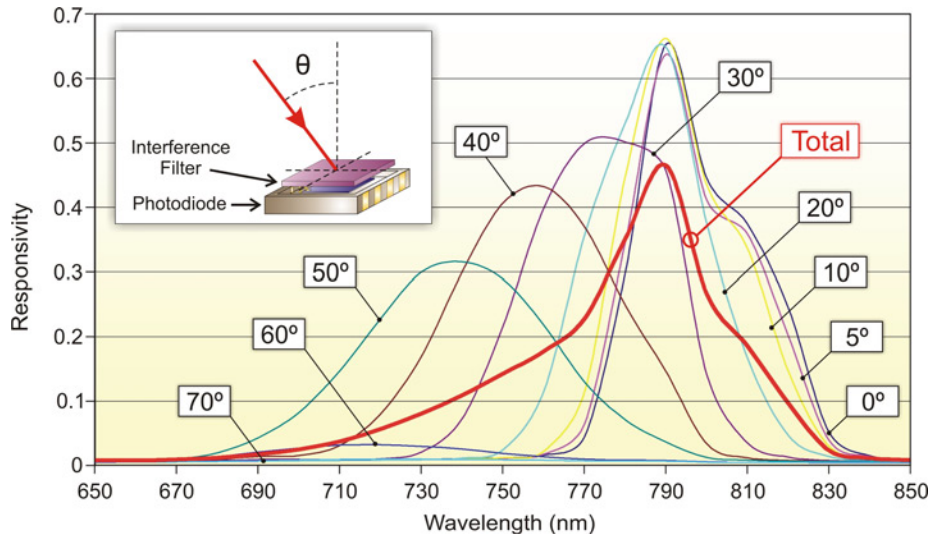 0.7
0.6
0.5
0.4
0.3
0.2
0.1
0
Responsivity
θ
Interference
Filter
Photodiode
30º
40º
Total
20º
50º
10º
60º
5º
70º
0º
650 670 690 710 730 750 770 790 810 830 850
Wavelength (nm)